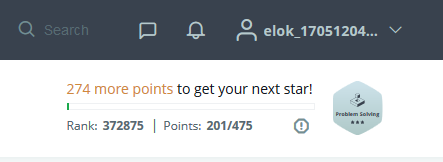 Search elok_17051204...
274 more points to get your next star!
Rank: 372875 | Points: 201/475
Problem Solving